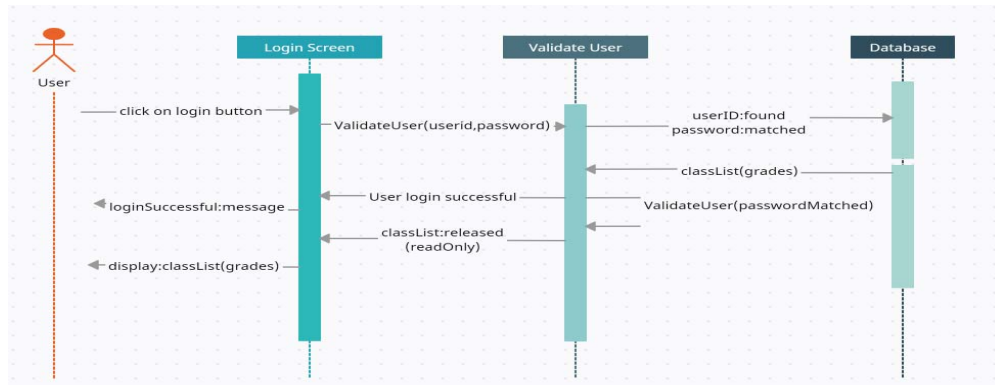 Login Screen
Validate User
Database
User
click on login button
ValidateUser(userid,password)
userID:found
password:matched
classList(grades)
User login successful
ValidateUser(passwordMatched)
loginSuccessful:message
classList:released
(readOnly)
display:classList(grades)